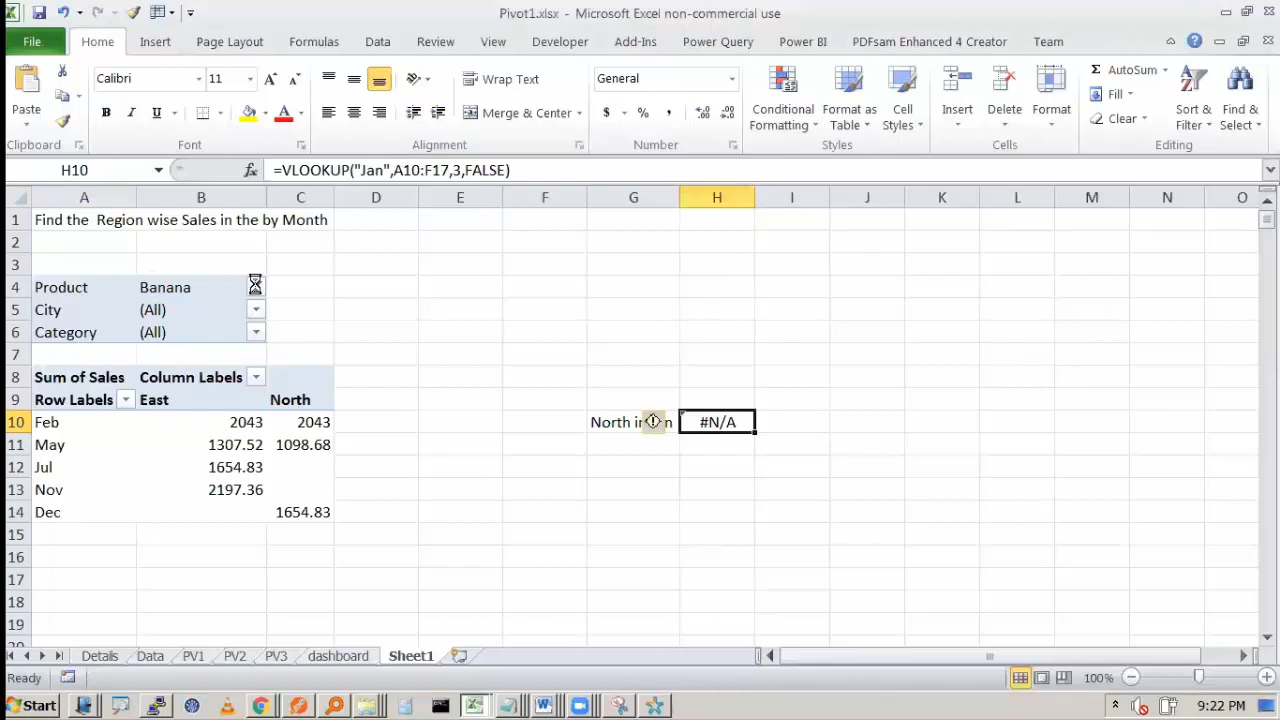 Pivot1.xlsx - Microsoft Excel non-commercial use
File Home Insert Page Layout Formulas Data Review View Developer Add-Ins Power Query Power BI PDFsam Enhanced 4 Creator Team
Paste
Calibri 11
Wrap Text
General
Conditional Formatting
Format as Table
Cell Styles
Insert
Delete
Format
AutoSum
Fill
Clear
Sort & Filter
Find & Select
B I U A
Merge & Center
$ % ,
Clipboard Font Alignment Number Styles Cells Editing
H10 fx =VLOOKUP("Jan",A10:F17,3,FALSE)
A B C D E F G H I J K L M N O
1 Find the Region wise Sales in the by Month
2
3
4 Product Banana
5 City (All)
6 Category (All)
7
8 Sum of Sales Column Labels
9 Row Labels East North
10 Feb 2043 2043 North #N/A
11 May 1307.52 1098.68
12 Jul 1654.83
13 Nov 2197.36
14 Dec 1654.83
15
16
17
18
19
Details Data PV1 PV2 PV3 dashboard Sheet1
Ready 100%
Start 9:22 PM